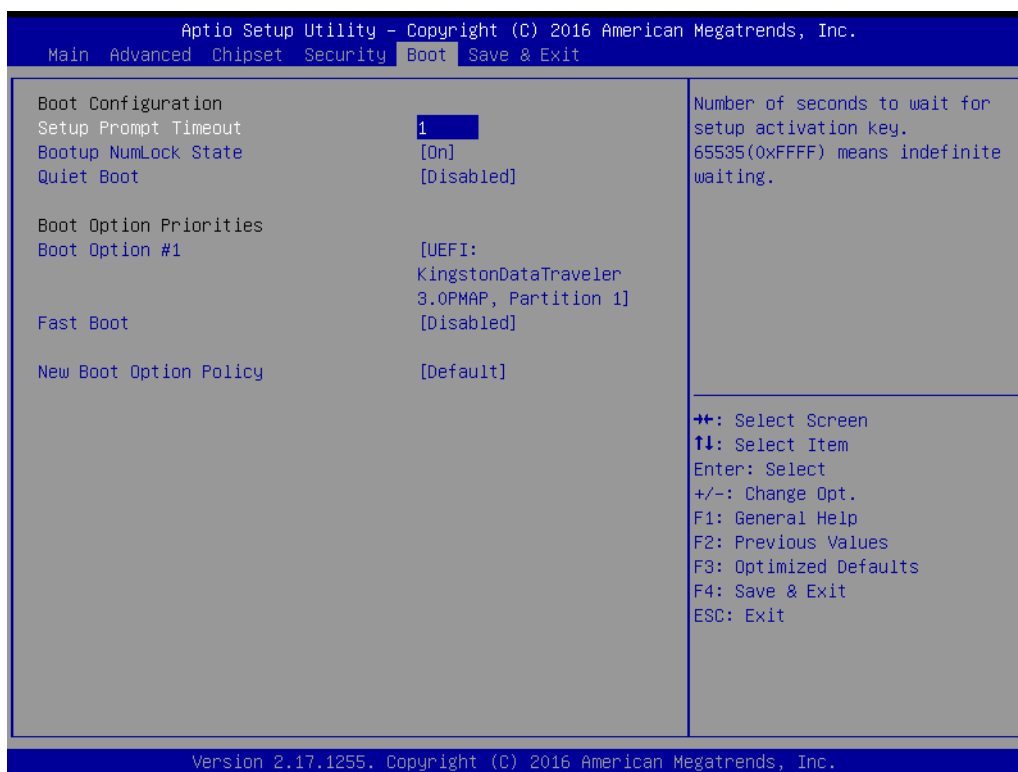 Aptio Setup Utility – Copyright (C) 2016 American Megatrends, Inc.
Main Advanced Chipset Security Boot Save & Exit
Boot Configuration
Setup Prompt Timeout 1
Bootup NumLock State [On]
Quiet Boot [Disabled]
Boot Option Priorities
Boot Option #1 [UEFI:
KingstonDataTraveler
3.0PMAP, Partition 1]
Fast Boot [Disabled]
New Boot Option Policy [Default]
Number of seconds to wait for
setup activation key.
65535(0xFFFF) means indefinite
waiting.
→←: Select Screen
↑↓: Select Item
Enter: Select
+/-: Change Opt.
F1: General Help
F2: Previous Values
F3: Optimized Defaults
F4: Save & Exit
ESC: Exit
Version 2.17.1255. Copyright (C) 2016 American Megatrends, Inc.